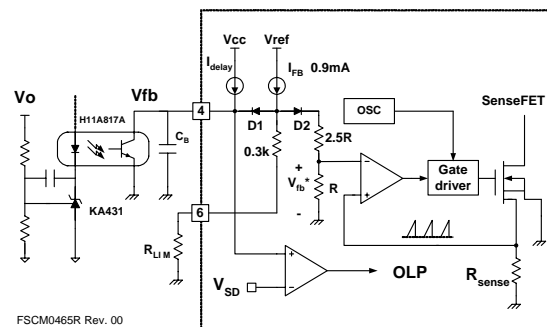 Vcc Vref
Idelay IFB 0.9mA
Vo Vfb
H11A817A
4
D1 D2
CB
2.5R
0.3k
OSC
SenseFET
+
Vfb*
-
R
-
+
Gate
driver
KA431
6
RLIM
+
-
VSD
OLP
Rsense
FSCM0465R Rev. 00